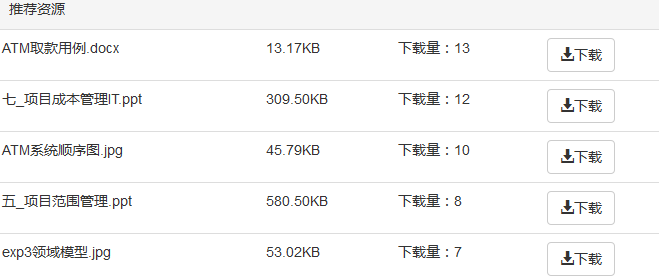 推荐资源
ATM取款用例.docx 13.17KB 下载量：13 下载
七_项目成本管理IT.ppt 309.50KB 下载量：12 下载
ATM系统顺序图.jpg 45.79KB 下载量：10 下载
五_项目范围管理.ppt 580.50KB 下载量：8 下载
exp3领域模型.jpg 53.02KB 下载量：7 下载